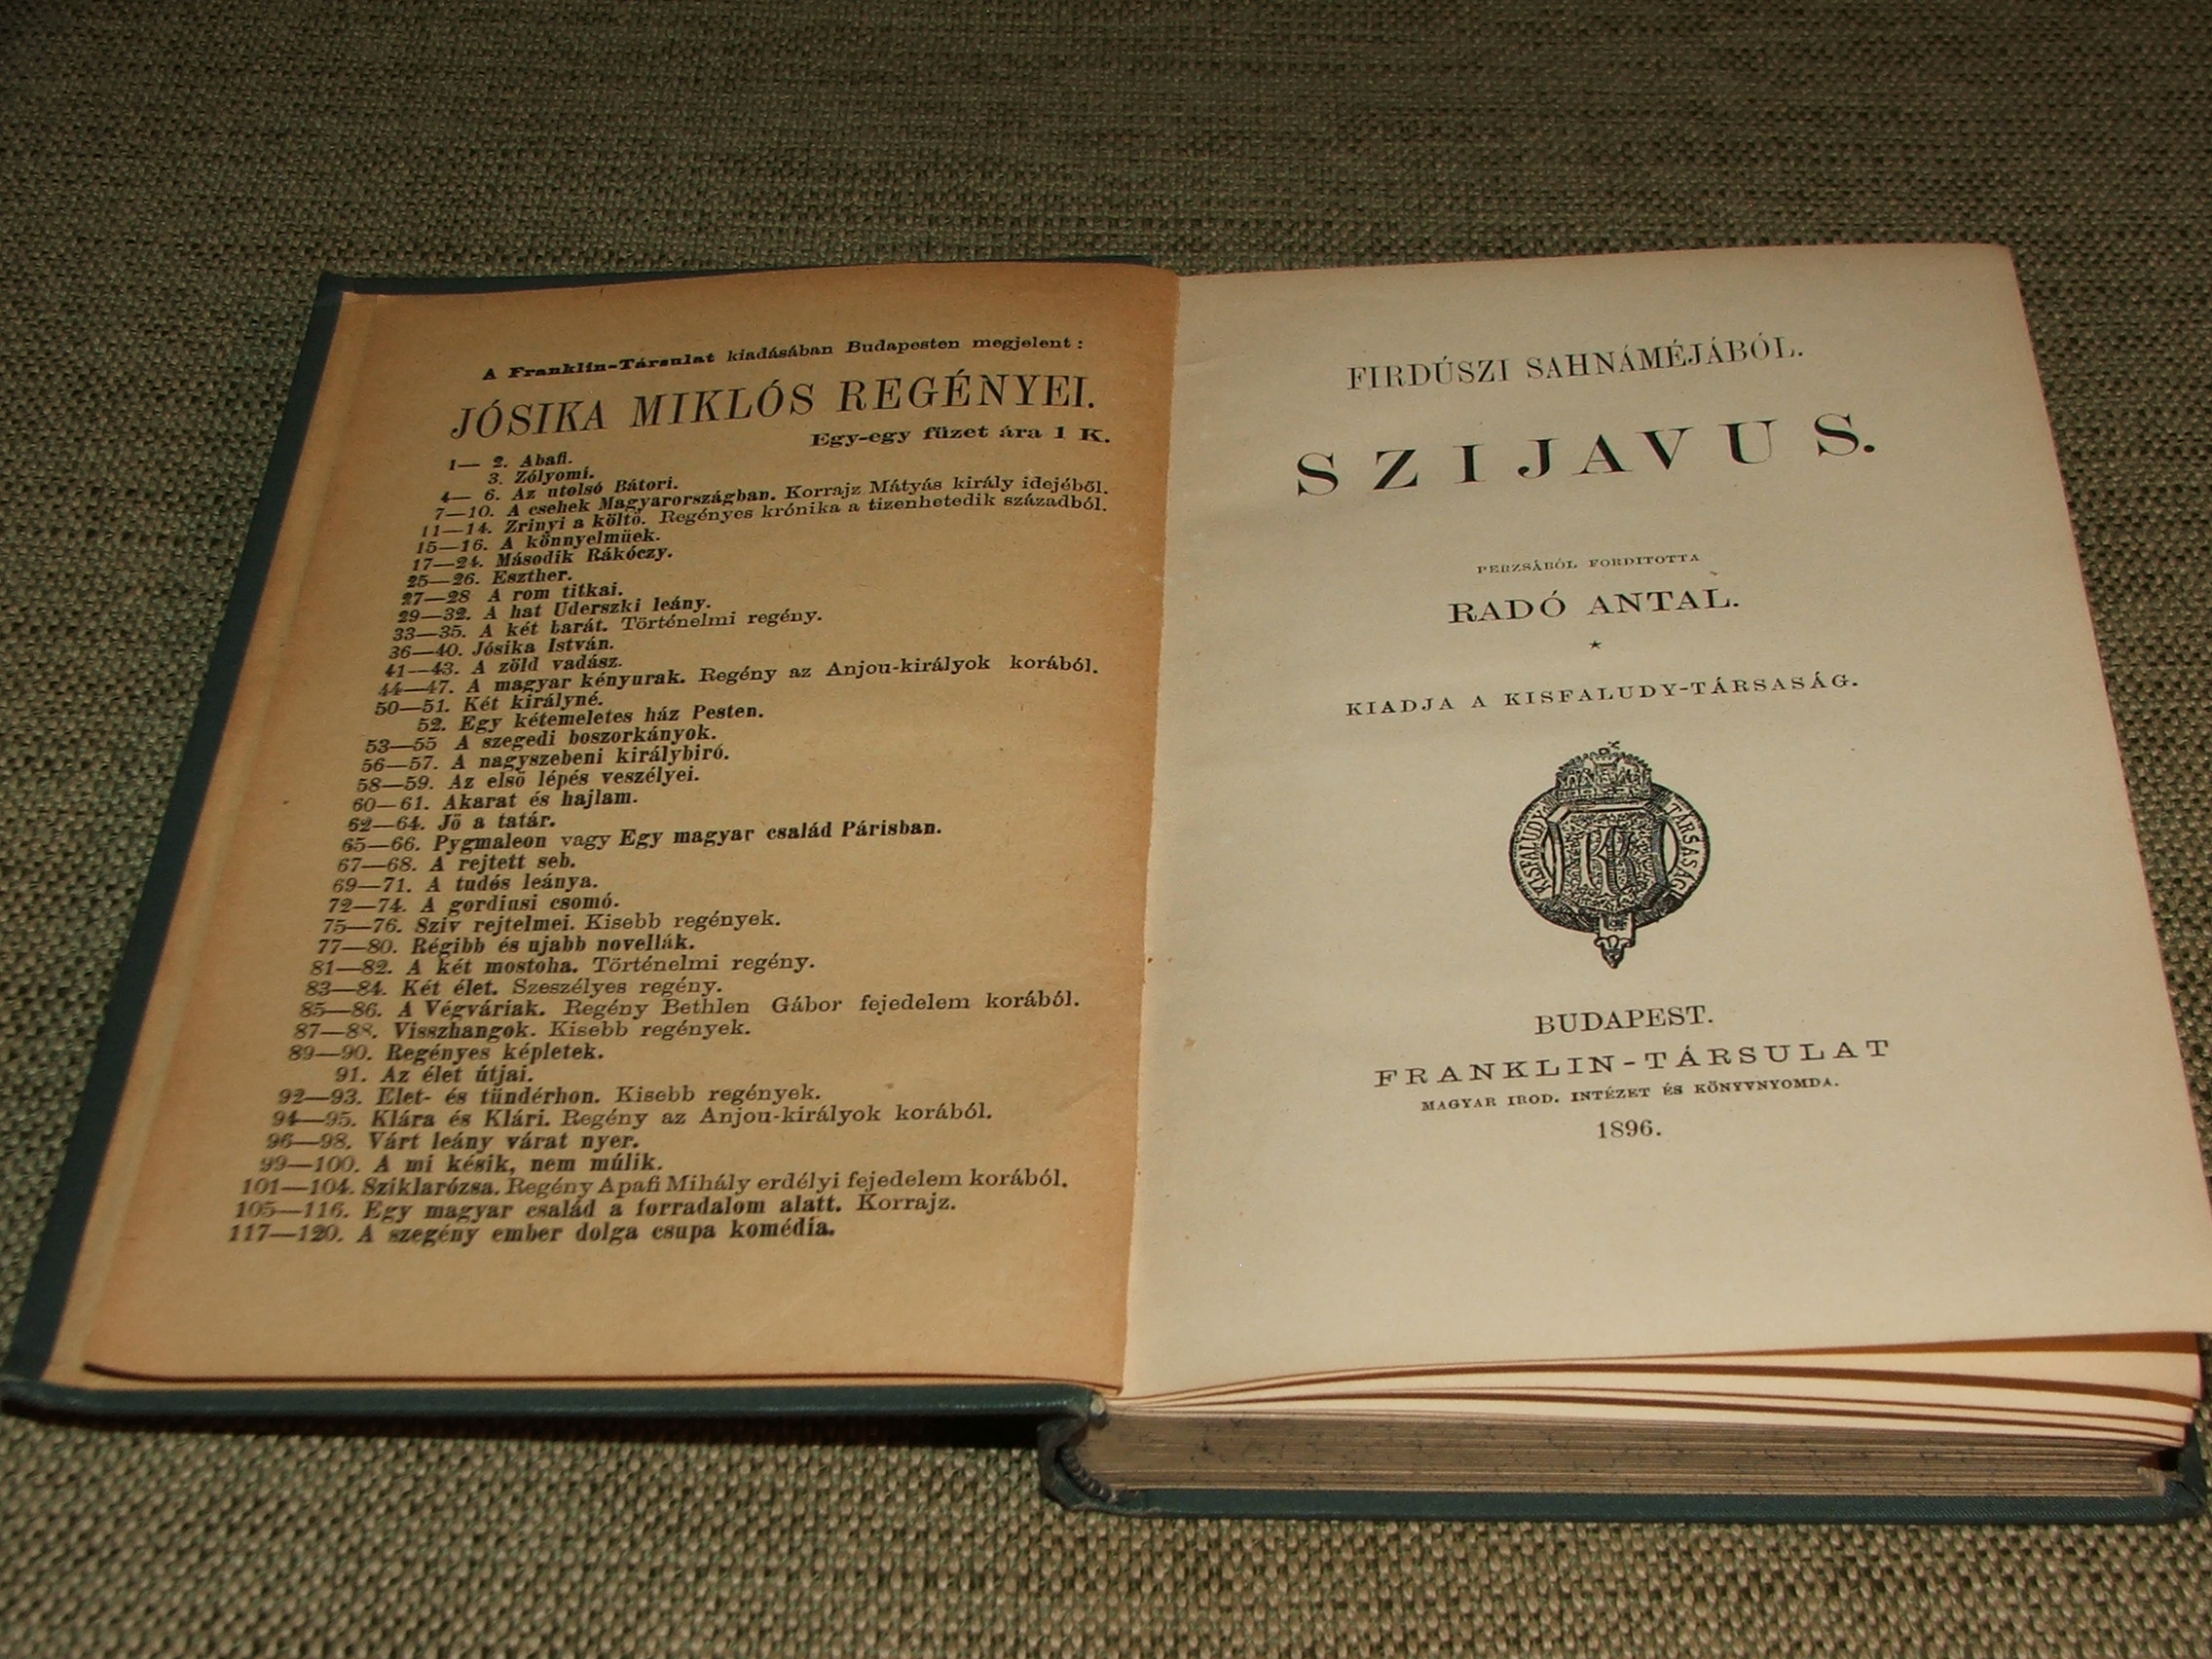 A Franklin-Társulat kiadásában Budapesten megjelent:
JÓSIKA MIKLÓS REGÉNYEI.
Egy-egy füzet ára 1 K.
1— 2. Abafi.
3. Zólyomi.
4— 6. Az utolsó Bátori.
7—10. A csehek Magyarországban. Korrajz Mátyás király idejéből.
11—14. Zrinyi a költő. Regényes krónika a tizenhetedik századból.
15—16. A könnyelmüek.
17—24. Második Rákóczy.
25—26. Eszther.
27—28 A rom titkai.
29—32. A hat Uderszki leány.
33—35. A két barát. Történelmi regény.
36—40. Jósika István.
41—43. A zöld vadász.
44—47. A magyar kényurak. Regény az Anjou-királyok korából.
50—51. Két királyné.
52. Egy kétemeletes ház Pesten.
53—55 A szegedi boszorkányok.
56—57. A nagyszebeni királybiró.
58—59. Az első lépés veszélyei.
60—61. Akarat és hajlam.
62—64. Jő a tatár.
65—66. Pygmaleon vagy Egy magyar család Párisban.
67—68. A rejtett seb.
69—71. A tudós leánya.
72—74. A gordiusi csomó.
75—76. Sziv rejtelmei. Kisebb regények.
77—80. Régibb és ujabb novellák.
81—82. A két mostoha. Történelmi regény.
83—84. Két élet. Szeszélyes regény.
85—86. A Végváriak. Regény Bethlen Gábor fejedelem korából.
87—88. Visszhangok. Kisebb regények.
89—90. Regényes képletek.
91. Az élet útjai.
92—93. Élet- és tündérhon. Kisebb regények.
94—95. Klára és Klári. Regény az Anjou-királyok korából.
96—98. Várt leány várat nyer.
99—100. A mi késik, nem múlik.
101—104. Sziklarózsa. Regény Apafi Mihály erdélyi fejedelem korából.
105—116. Egy magyar család a forradalom alatt. Korrajz.
117—120. A szegény ember dolga csupa komédia.
FIRDÚSZI SAHNÁMÉJÁBÓL.
SZIJAVUS.
PERZSÁBÓL FORDITOTTA
RADÓ ANTAL.
KIADJA A KISFALUDY-TÁRSASÁG.
KISFALUDY TÁRSASÁG
BUDAPEST.
FRANKLIN-TÁRSULAT
MAGYAR IROD. INTÉZET ÉS KÖNYVNYOMDA.
1896.